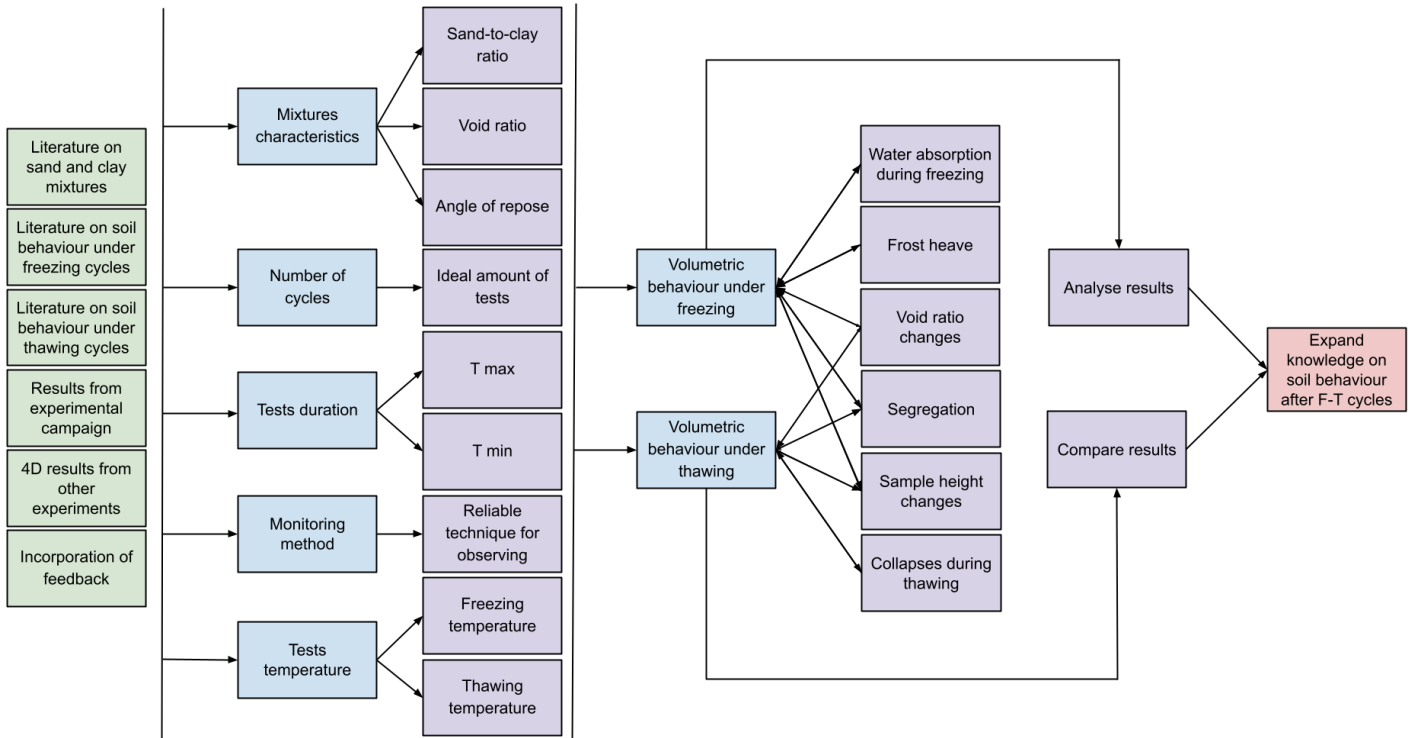 Literature on
sand and clay
mixtures
Literature on soil
behaviour under
freezing cycles
Literature on soil
behaviour under
thawing cycles
Results from
experimental
campaign
4D results from
other
experiments
Incorporation of
feedback
Mixtures
characteristics
Number of
cycles
Tests duration
Monitoring
method
Tests
temperature
Sand-to-clay
ratio
Void ratio
Angle of repose
Ideal amount of
tests
T max
T min
Reliable
technique for
observing
Freezing
temperature
Thawing
temperature
Volumetric
behaviour under
freezing
Volumetric
behaviour under
thawing
Water absorption
during freezing
Frost heave
Void ratio
changes
Segregation
Sample height
changes
Collapses during
thawing
Analyse results
Compare results
Expand
knowledge on
soil behaviour
after F-T cycles